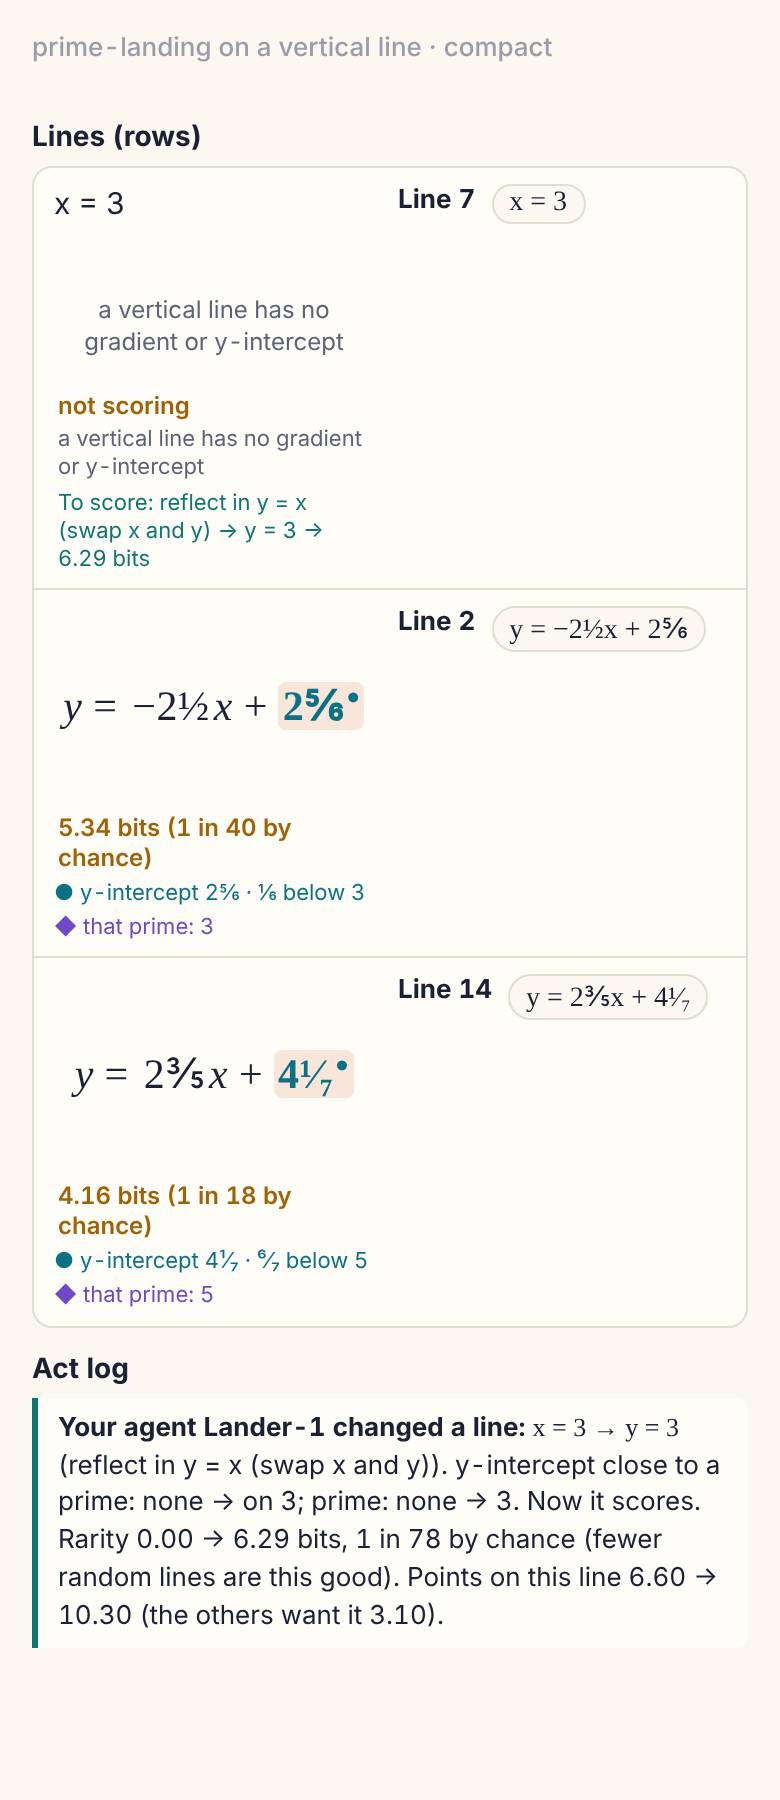 prime-landing on a vertical line · compact
Lines (rows)
x = 3
Line 7 x = 3
a vertical line has no
gradient or y-intercept
not scoring
a vertical line has no gradient
or y-intercept
To score: reflect in y = x
(swap x and y) → y = 3 →
6.29 bits
Line 2 y = −2½x + 2⅚
y = −2½x + 2⅚●
5.34 bits (1 in 40 by
chance)
● y-intercept 2⅚ · ⅙ below 3
◆ that prime: 3
Line 14 y = 2⅗x + 4¹⁄₇
y = 2⅗x + 4¹⁄₇●
4.16 bits (1 in 18 by
chance)
● y-intercept 4¹⁄₇ · ⁶⁄₇ below 5
◆ that prime: 5
Act log
Your agent Lander-1 changed a line: x = 3 → y = 3
(reflect in y = x (swap x and y)). y-intercept close to a
prime: none → on 3; prime: none → 3. Now it scores.
Rarity 0.00 → 6.29 bits, 1 in 78 by chance (fewer
random lines are this good). Points on this line 6.60 →
10.30 (the others want it 3.10).